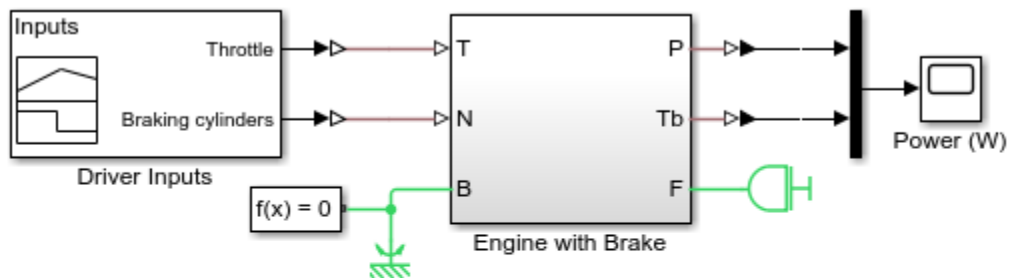 Inputs
Throttle
Braking cylinders
Driver Inputs
f(x) = 0
T
N
B
P
Tb
F
Engine with Brake
Power (W)